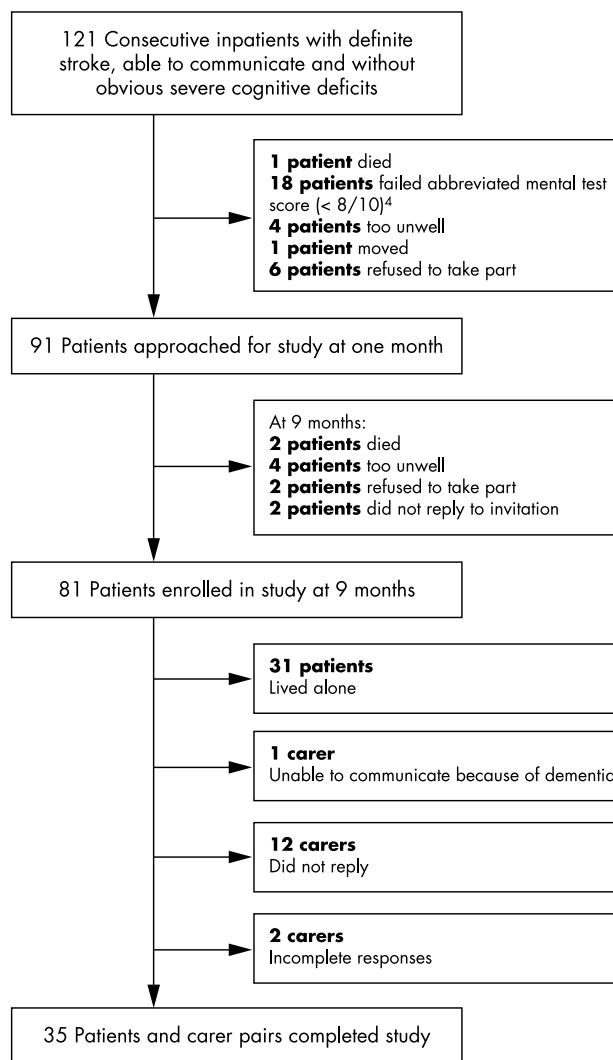 121 Consecutive inpatients with definite
stroke, able to communicate and without
obvious severe cognitive deficits
1 patient died
18 patients failed abbreviated mental test
score (< 8/10)4
4 patients too unwell
1 patient moved
6 patients refused to take part
91 Patients approached for study at one month
At 9 months:
2 patients died
4 patients too unwell
2 patients refused to take part
2 patients did not reply to invitation
81 Patients enrolled in study at 9 months
31 patients
Lived alone
1 carer
Unable to communicate because of dementia
12 carers
Did not reply
2 carers
Incomplete responses
35 Patients and carer pairs completed study